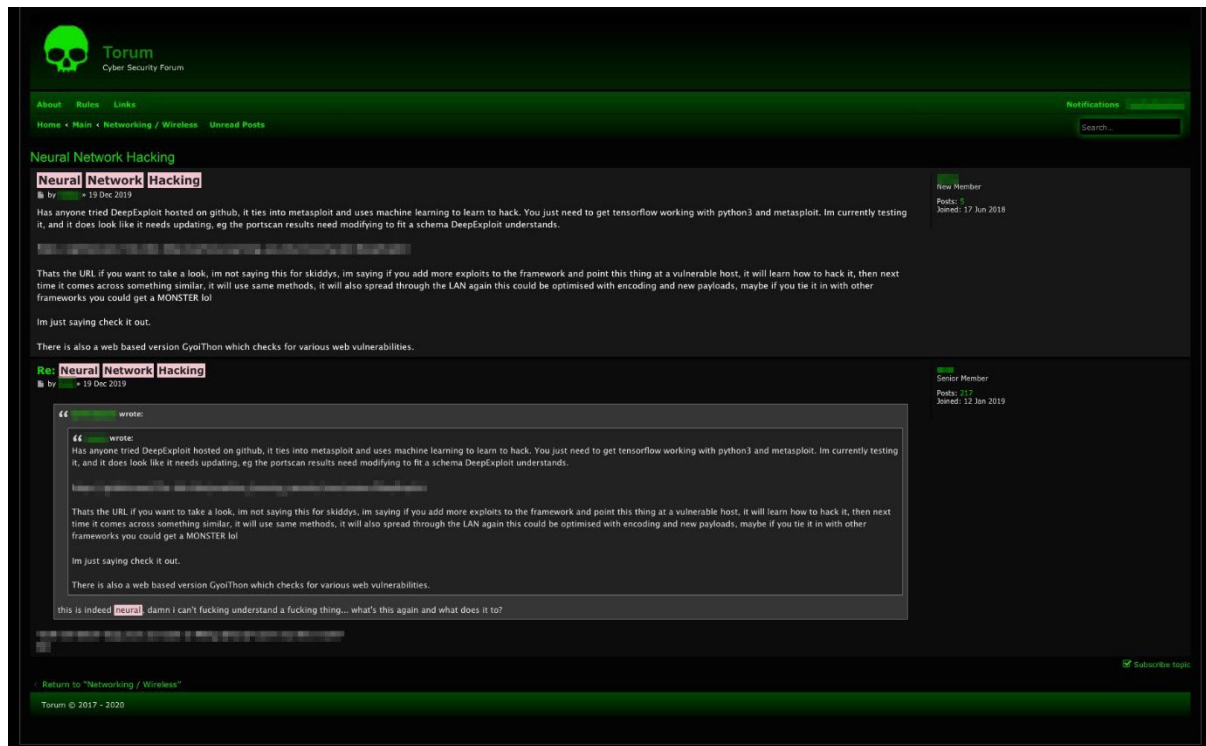 Torum
Cyber Security Forum
About Rules Links
Notifications
Home ‹ Main ‹ Networking / Wireless Unread Posts
Search...
Neural Network Hacking
Neural Network Hacking
by » 19 Dec 2019
New Member
Posts: 5
Joined: 17 Jun 2018
Has anyone tried DeepExploit hosted on github, it ties into metasploit and uses machine learning to learn to hack. You just need to get tensorflow working with python3 and metasploit. Im currently testing
it, and it does look like it needs updating, eg the portscan results need modifying to fit a schema DeepExploit understands.
Thats the URL if you want to take a look, im not saying this for skiddys, im saying if you add more exploits to the framework and point this thing at a vulnerable host, it will learn how to hack it, then next
time it comes across something similar, it will use same methods, it will also spread through the LAN again this could be optimised with encoding and new payloads, maybe if you tie it in with other
frameworks you could get a MONSTER lol
Im just saying check it out.
There is also a web based version GyoiThon which checks for various web vulnerabilities.
Re: Neural Network Hacking
by » 19 Dec 2019
Senior Member
Posts: 217
Joined: 12 Jan 2019
wrote:
wrote:
Has anyone tried DeepExploit hosted on github, it ties into metasploit and uses machine learning to learn to hack. You just need to get tensorflow working with python3 and metasploit. Im currently testing
it, and it does look like it needs updating, eg the portscan results need modifying to fit a schema DeepExploit understands.
Thats the URL if you want to take a look, im not saying this for skiddys, im saying if you add more exploits to the framework and point this thing at a vulnerable host, it will learn how to hack it, then next
time it comes across something similar, it will use same methods, it will also spread through the LAN again this could be optimised with encoding and new payloads, maybe if you tie it in with other
frameworks you could get a MONSTER lol
Im just saying check it out.
There is also a web based version GyoiThon which checks for various web vulnerabilities.
this is indeed neural, damn i can't fucking understand a fucking thing... what's this again and what does it to?
Subscribe topic
‹ Return to "Networking / Wireless"
Torum © 2017 - 2020